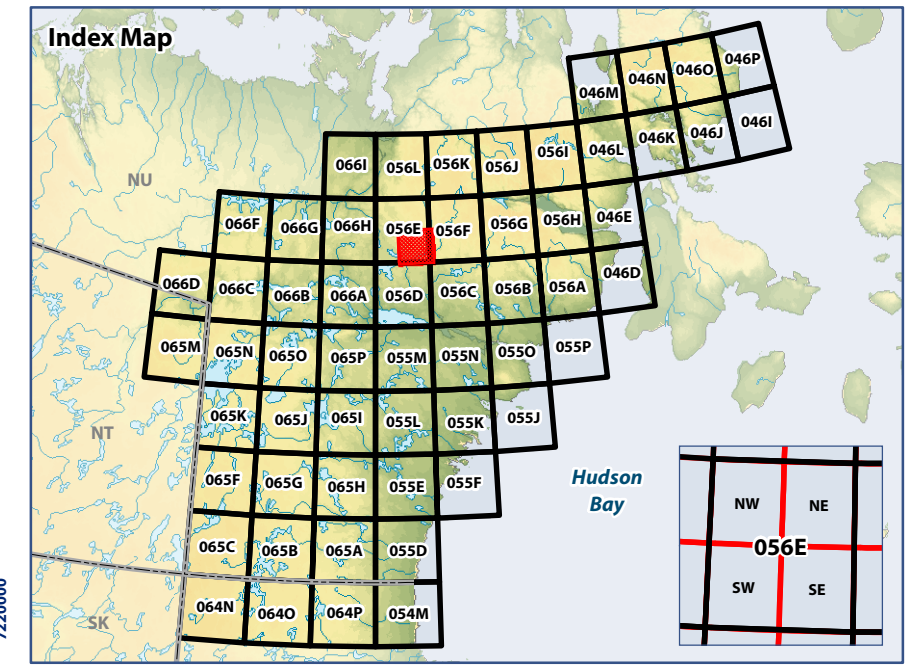 Index Map
046M 046N 046O 046P
046L 046K 046J 046I
NU
066I 056L 056K 056J 056I
066F 066G 066H 056E 056F 056G 056H 046E
066D 066C 066B 066A 056D 056C 056B 056A 046D
065M 065N 065O 065P 055M 055N 055O 055P
NT
065K 065J 065I 055L 055K 055J
065F 065G 065H 055E 055F
Hudson
Bay
065C 065B 065A 055D
SK
064N 064O 064P 054M
NW NE
056E
SW SE
7220000